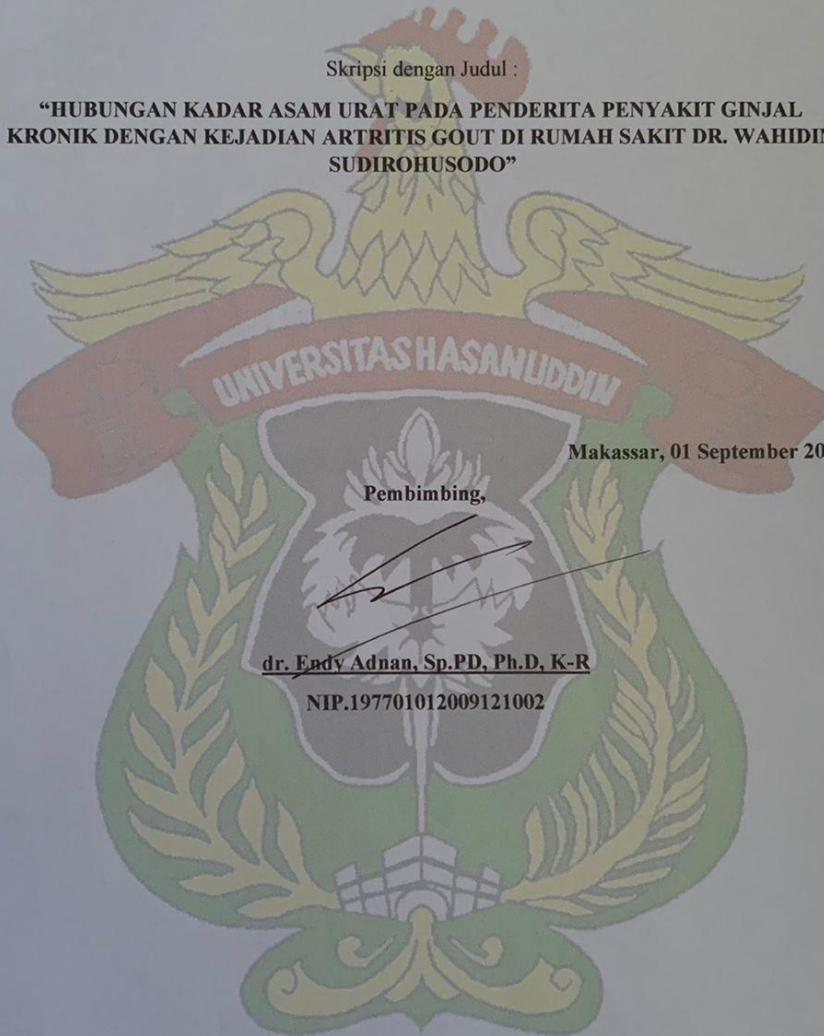 Skripsi dengan Judul :
“HUBUNGAN KADAR ASAM URAT PADA PENDERITA PENYAKIT GINJAL
KRONIK DENGAN KEJADIAN ARTRITIS GOUT DI RUMAH SAKIT DR. WAHIDIN
SUDIROHUSODO”
UNIVERSITAS HASANUDDIN
Makassar, 01 September 20
Pembimbing,
dr. Endy Adnan, Sp.PD, Ph.D, K-R
NIP.197701012009121002